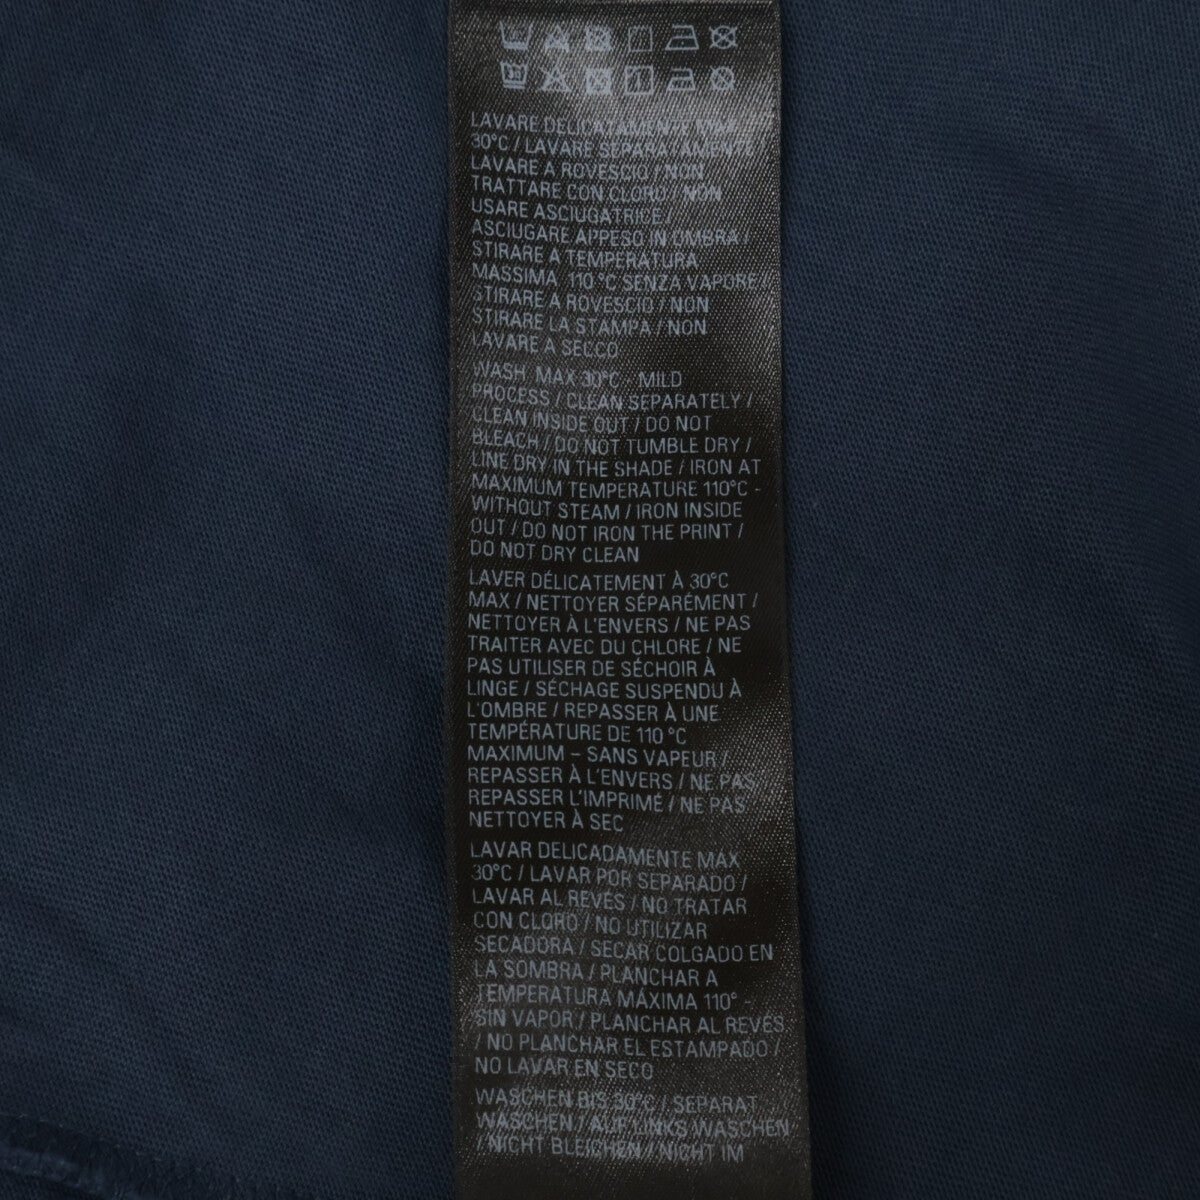 LAVARE DELICATAMENTE MAX
30°C / LAVARE SEPARATAMENTE
LAVARE A ROVESCIO / NON
TRATTARE CON CLORO / NON
USARE ASCIUGATRICE /
ASCIUGARE APPESO IN OMBRA /
STIRARE A TEMPERATURA
MASSIMA 110 °C SENZA VAPORE
STIRARE A ROVESCIO / NON
STIRARE LA STAMPA / NON
LAVARE A SECCO
WASH MAX 30°C - MILD
PROCESS / CLEAN SEPARATELY /
CLEAN INSIDE OUT / DO NOT
BLEACH / DO NOT TUMBLE DRY /
LINE DRY IN THE SHADE / IRON AT
MAXIMUM TEMPERATURE 110°C -
WITHOUT STEAM / IRON INSIDE
OUT / DO NOT IRON THE PRINT /
DO NOT DRY CLEAN
LAVER DÉLICATEMENT À 30°C
MAX / NETTOYER SÉPARÉMENT /
NETTOYER À L'ENVERS / NE PAS
TRAITER AVEC DU CHLORE / NE
PAS UTILISER DE SÉCHOIR À
LINGE / SÉCHAGE SUSPENDU À
L'OMBRE / REPASSER À UNE
TEMPÉRATURE DE 110 °C
MAXIMUM – SANS VAPEUR /
REPASSER À L'ENVERS / NE PAS
REPASSER L'IMPRIMÉ / NE PAS
NETTOYER À SEC
LAVAR DELICADAMENTE MAX
30°C / LAVAR POR SEPARADO /
LAVAR AL REVÉS / NO TRATAR
CON CLORO / NO UTILIZAR
SECADORA / SECAR COLGADO EN
LA SOMBRA / PLANCHAR A
TEMPERATURA MÁXIMA 110° -
SIN VAPOR / PLANCHAR AL REVÉS
/ NO PLANCHAR EL ESTAMPADO /
NO LAVAR EN SECO
WASCHEN BIS 30°C / SEPARAT
WASCHEN / AUF LINKS WASCHEN
/ NICHT BLEICHEN / NICHT IM